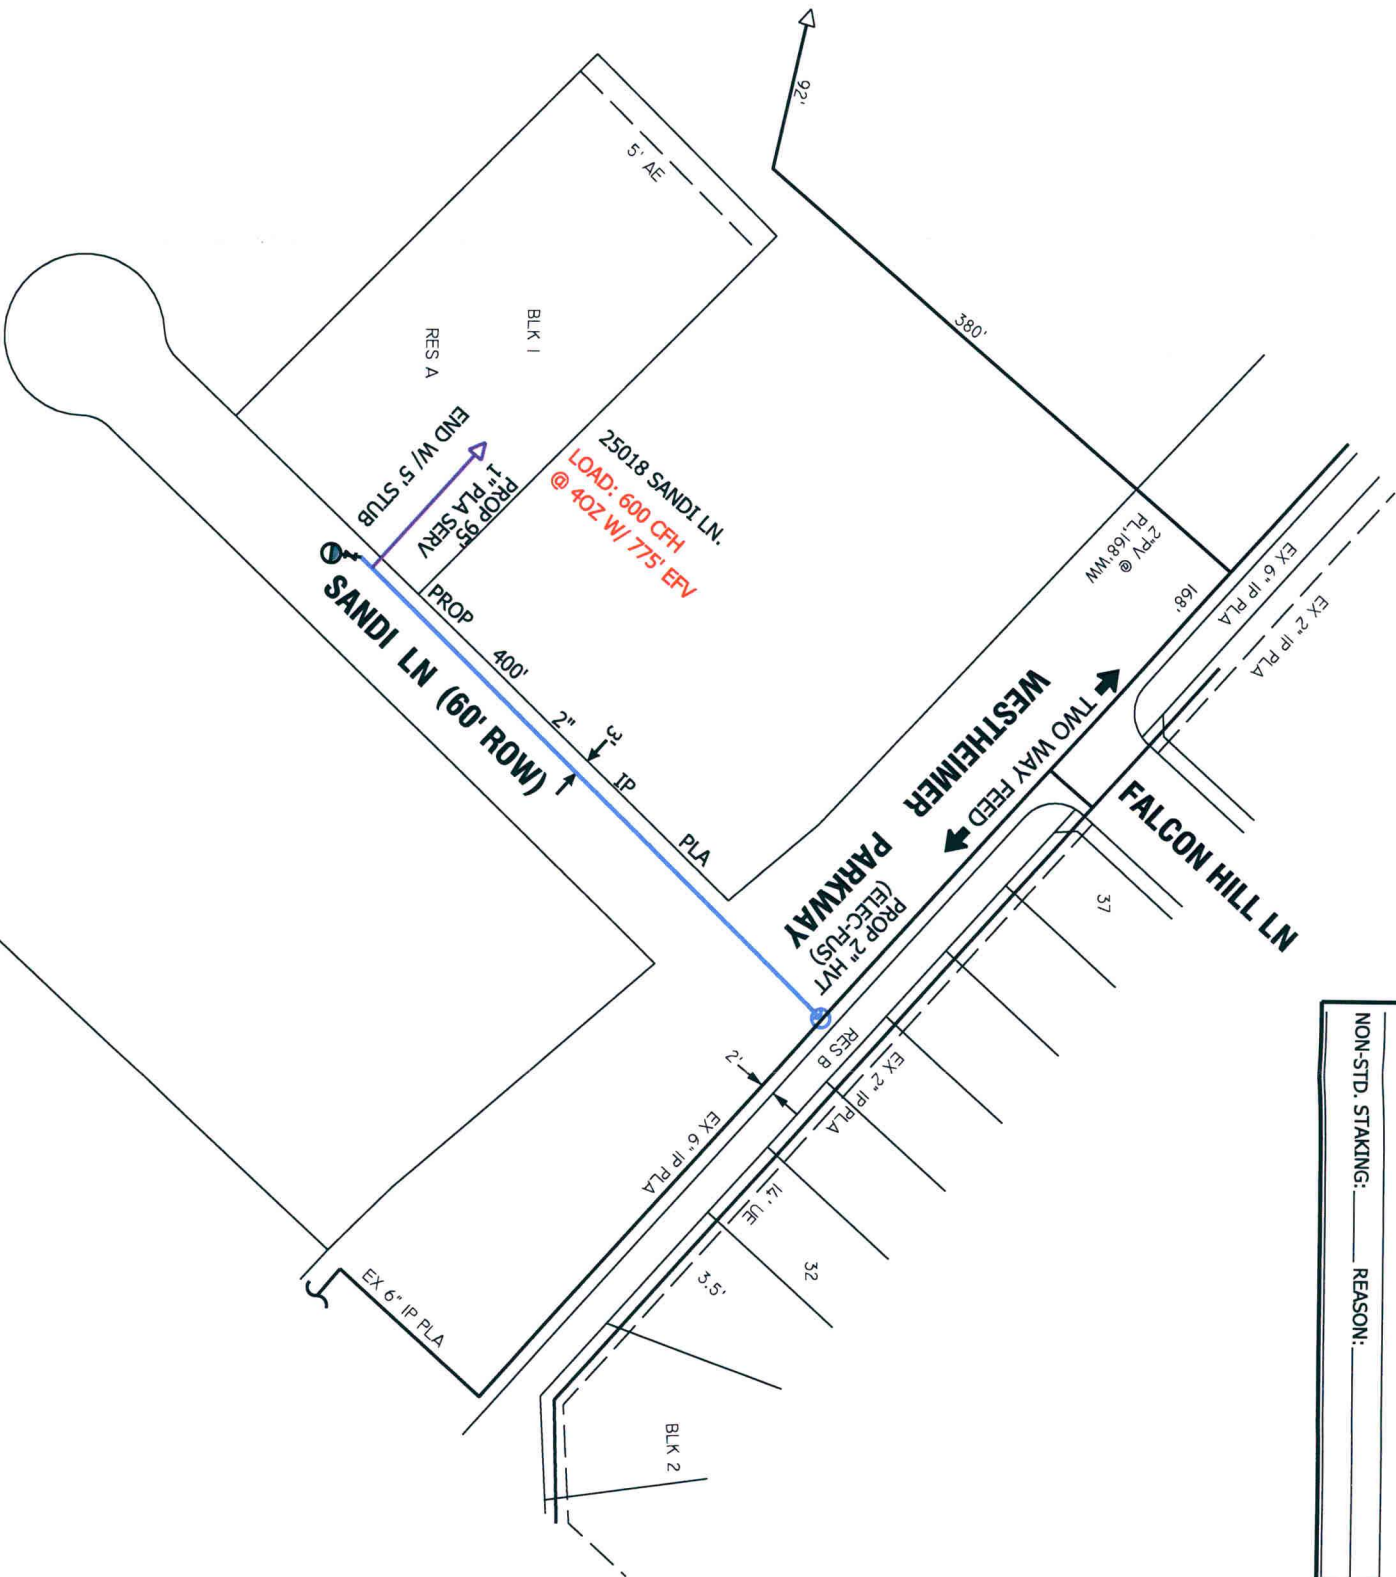 92'
5' AE
380'
BLK 1
RES A
25018 SANDI LN.
LOAD: 600 CFH
@ 4OZ W/ 775' EFV
PROP 95'
1" PLA SERV
END W/ 5' STUB
PROP 400' 2" IP PLA
3'
SANDI LN (60' ROW)
2"PV @
PL,168'WW
168'
EX 6" IP PLA
EX 2" IP PLA
TWO WAY FEED
WESTHEIMER PARKWAY
FALCON HILL LN
PROP 2" HVT
(ELEC-FUS)
37
RES B
EX 2" IP PLA
2'
EX 6" IP PLA
14' UE
3.5'
32
EX 6" IP PLA
BLK 2
NON-STD. STAKING: REASON: